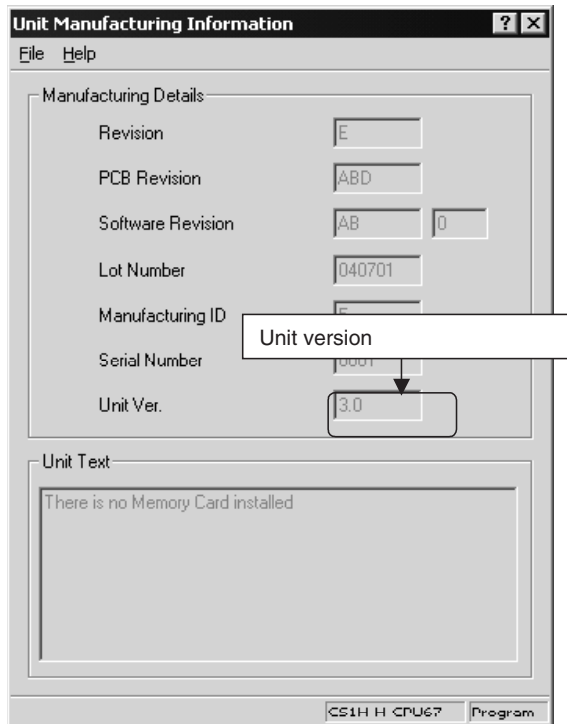 Unit Manufacturing Information
File Help
Manufacturing Details
Revision E
PCB Revision ABD
Software Revision AB 0
Lot Number 040701
Manufacturing ID
Unit version
Serial Number
Unit Ver. 3.0
Unit Text
There is no Memory Card installed
CS1H H CPU67 Program